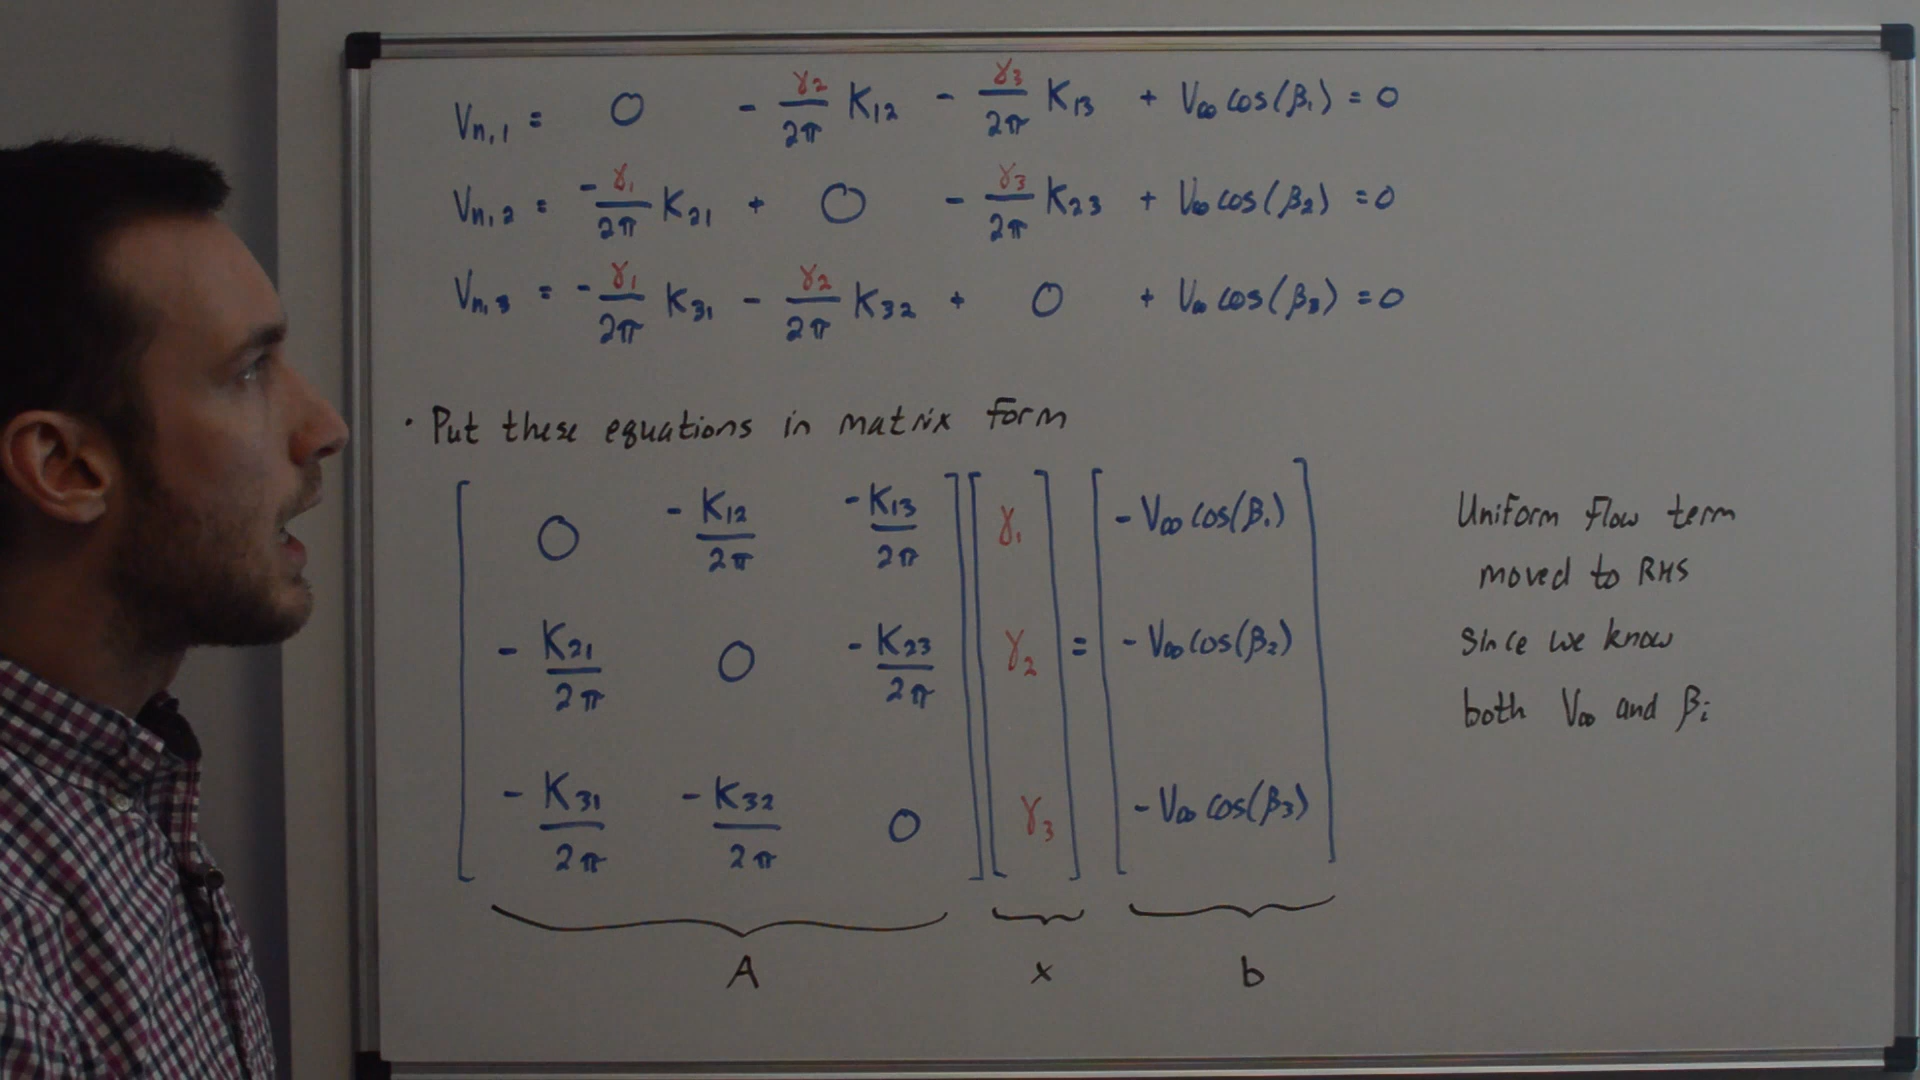 Vn,1 = 0 - γ1/2π K12 - γ3/2π K13 + V∞ cos(β1) = 0
Vn,2 = -γ1/2π K21 + 0 - γ3/2π K23 + V∞ cos(β2) = 0
Vn,3 = -γ1/2π K31 - γ2/2π K32 + 0 + V∞ cos(β3) = 0
· Put these equations in matrix form
0 -K12/2π -K13/2π γ1 -V∞ cos(β1)
-K21/2π 0 -K23/2π γ2 = -V∞ cos(β2)
-K31/2π -K32/2π 0 γ3 -V∞ cos(β3)
A x b
Uniform flow term
moved to RHS
since we know
both V∞ and βi